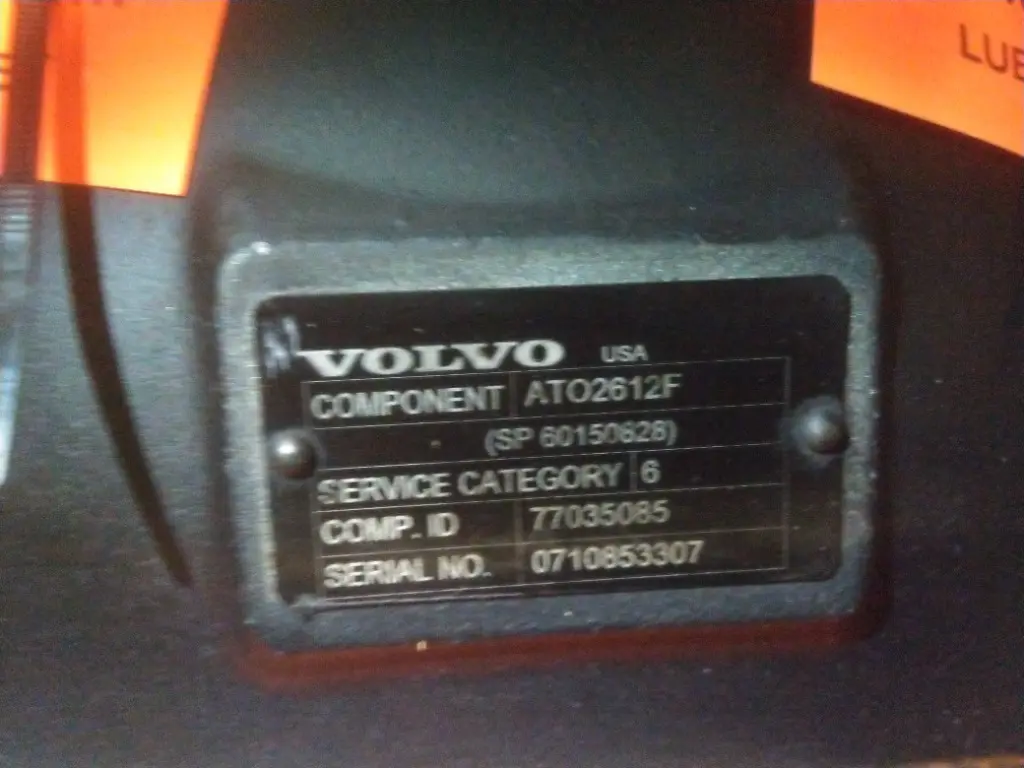 LUB
VOLVO USA
COMPONENT ATO2612F
(SP 60150828)
SERVICE CATEGORY 6
COMP. ID 77035085
SERIAL NO. 0710853307